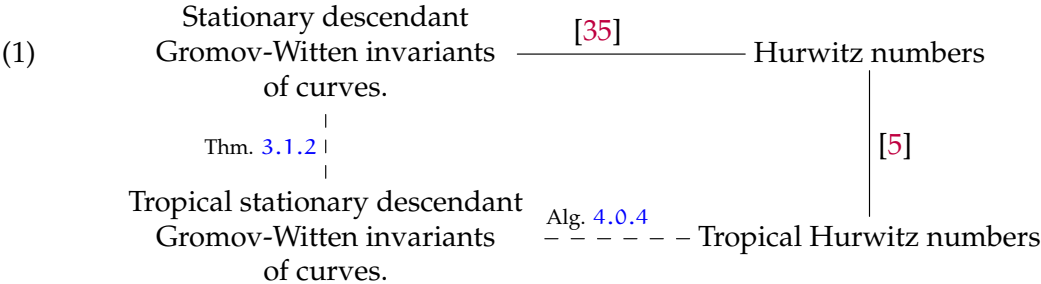 (1)
Stationary descendant
Gromov-Witten invariants
of curves.
[35]
Hurwitz numbers
Thm. 3.1.2
[5]
Tropical stationary descendant
Gromov-Witten invariants
of curves.
Alg. 4.0.4
Tropical Hurwitz numbers